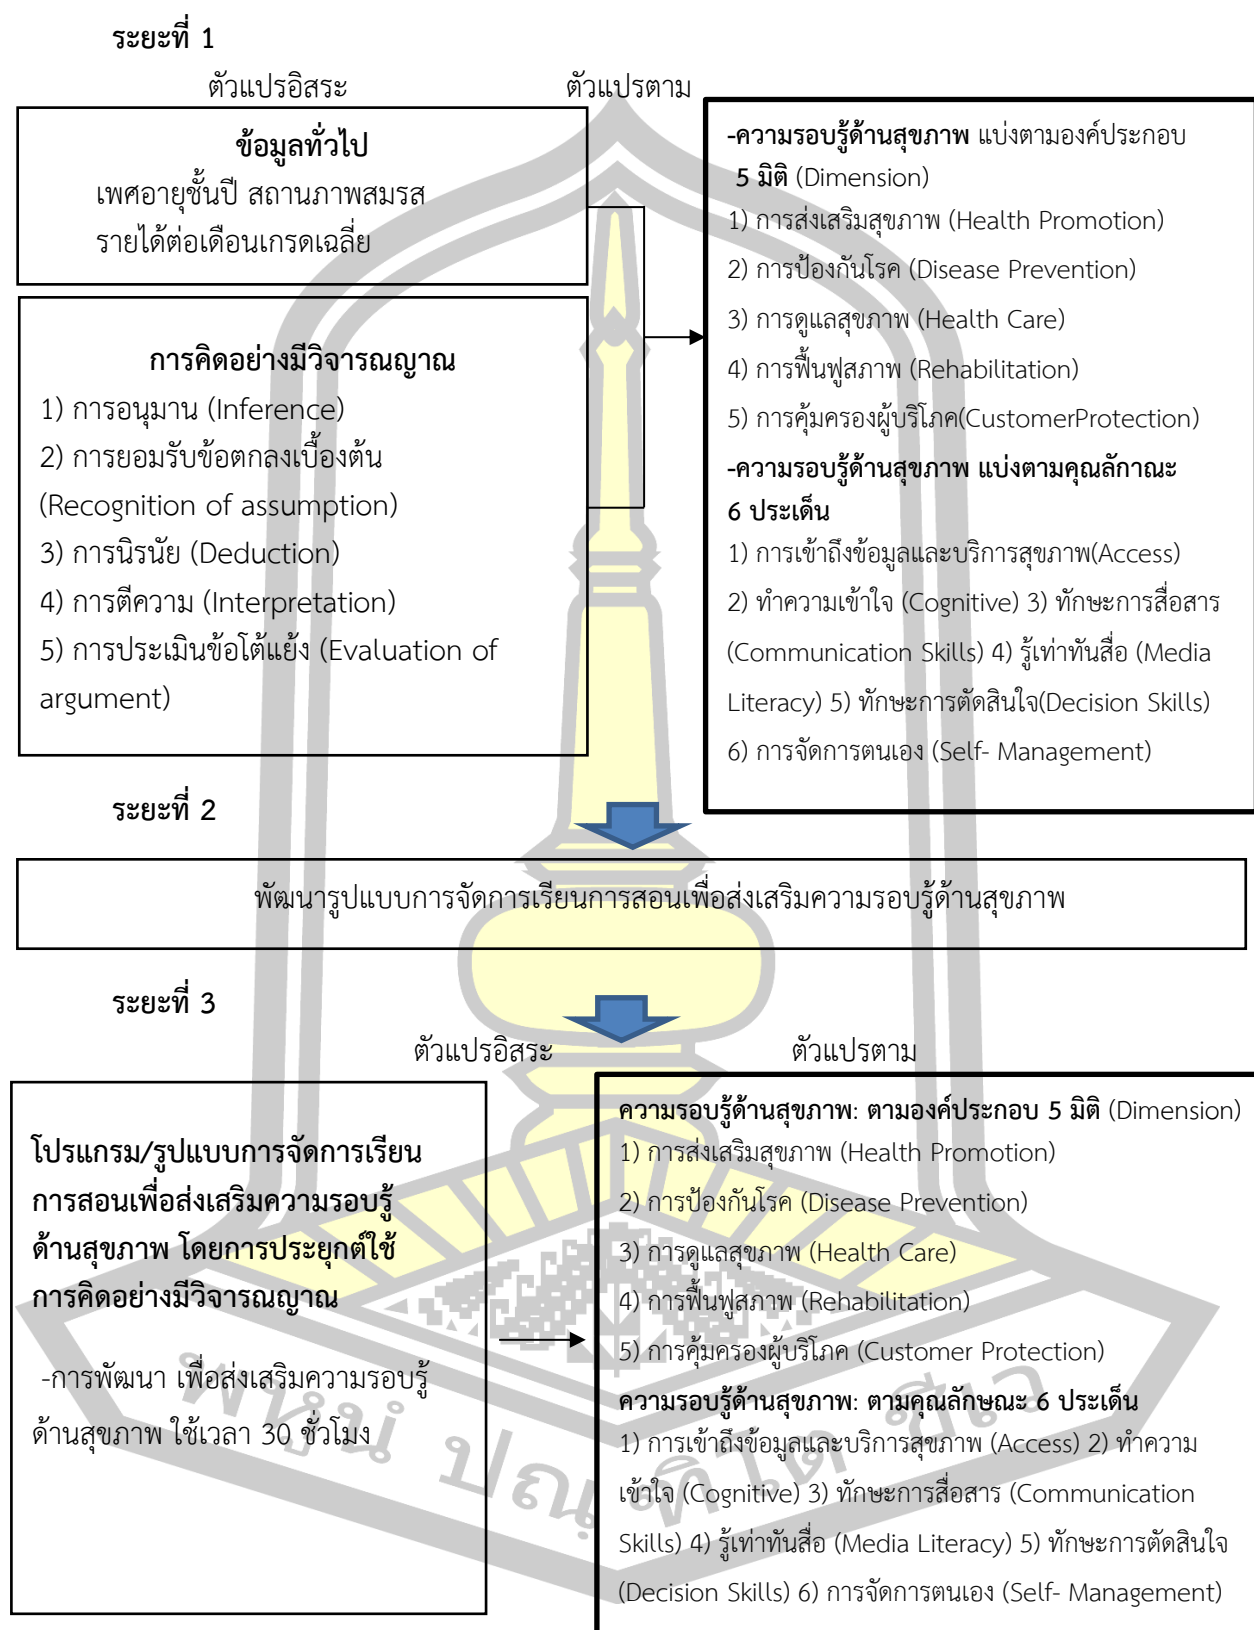 ระยะที่ 1
ตัวแปรอิสระ
ตัวแปรตาม
ข้อมูลทั่วไป
เพศอายุชั้นปี สถานภาพสมรส
รายได้ต่อเดือนเกรดเฉลี่ย
การคิดอย่างมีวิจารณญาณ
1) การอนุมาน (Inference)
2) การยอมรับข้อตกลงเบื้องต้น
(Recognition of assumption)
3) การนิรนัย (Deduction)
4) การตีความ (Interpretation)
5) การประเมินข้อโต้แย้ง (Evaluation of
argument)
-ความรอบรู้ด้านสุขภาพ แบ่งตามองค์ประกอบ
5 มิติ (Dimension)
1) การส่งเสริมสุขภาพ (Health Promotion)
2) การป้องกันโรค (Disease Prevention)
3) การดูแลสุขภาพ (Health Care)
4) การฟื้นฟูสภาพ (Rehabilitation)
5) การคุ้มครองผู้บริโภค(CustomerProtection)
-ความรอบรู้ด้านสุขภาพ แบ่งตามคุณลักาณะ
6 ประเด็น
1) การเข้าถึงข้อมูลและบริการสุขภาพ(Access)
2) ทำความเข้าใจ (Cognitive) 3) ทักษะการสื่อสาร
(Communication Skills) 4) รู้เท่าทันสื่อ (Media
Literacy) 5) ทักษะการตัดสินใจ(Decision Skills)
6) การจัดการตนเอง (Self- Management)
ระยะที่ 2
พัฒนารูปแบบการจัดการเรียนการสอนเพื่อส่งเสริมความรอบรู้ด้านสุขภาพ
ระยะที่ 3
ตัวแปรอิสระ
ตัวแปรตาม
โปรแกรม/รูปแบบการจัดการเรียน
การสอนเพื่อส่งเสริมความรอบรู้
ด้านสุขภาพ โดยการประยุกต์ใช้
การคิดอย่างมีวิจารณญาณ
-การพัฒนา เพื่อส่งเสริมความรอบรู้
ด้านสุขภาพ ใช้เวลา 30 ชั่วโมง
ความรอบรู้ด้านสุขภาพ: ตามองค์ประกอบ 5 มิติ (Dimension)
1) การส่งเสริมสุขภาพ (Health Promotion)
2) การป้องกันโรค (Disease Prevention)
3) การดูแลสุขภาพ (Health Care)
4) การฟื้นฟูสภาพ (Rehabilitation)
5) การคุ้มครองผู้บริโภค (Customer Protection)
ความรอบรู้ด้านสุขภาพ: ตามคุณลักษณะ 6 ประเด็น
1) การเข้าถึงข้อมูลและบริการสุขภาพ (Access) 2) ทำความ
เข้าใจ (Cognitive) 3) ทักษะการสื่อสาร (Communication
Skills) 4) รู้เท่าทันสื่อ (Media Literacy) 5) ทักษะการตัดสินใจ
(Decision Skills) 6) การจัดการตนเอง (Self- Management)
พหุนํ ปณฺฑิโต ชีเว